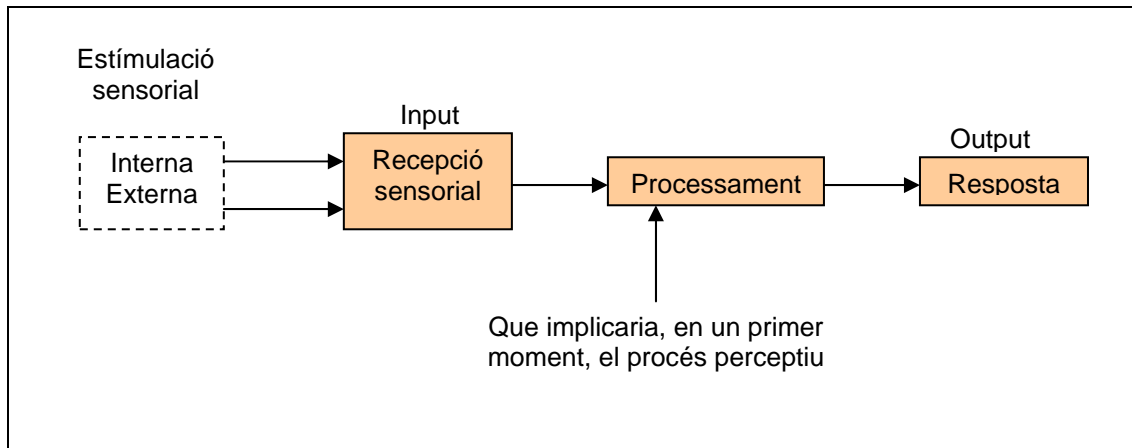 Estímulació
sensorial
Interna
Externa
Input
Recepció
sensorial
Processament
Output
Resposta
Que implicaria, en un primer
moment, el procés perceptiu